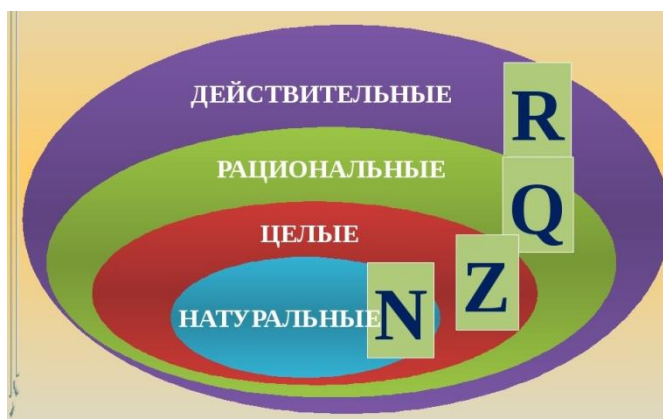 ДЕЙСТВИТЕЛЬНЫЕ
R
РАЦИОНАЛЬНЫЕ
Q
ЦЕЛЫЕ
Z
НАТУРАЛЬНЫЕ
N